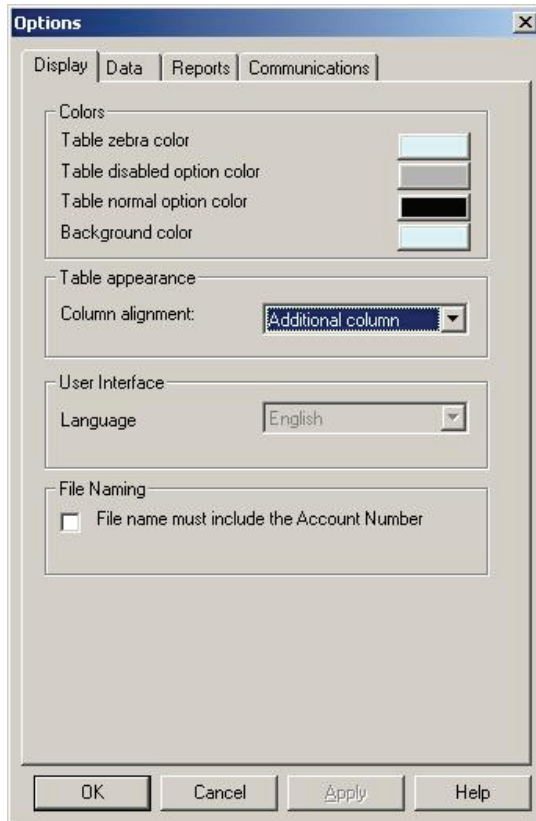 Options
Display Data Reports Communications
Colors
Table zebra color
Table disabled option color
Table normal option color
Background color
Table appearance
Column alignment: Additional column
User Interface
Language English
File Naming
File name must include the Account Number
OK Cancel Apply Help